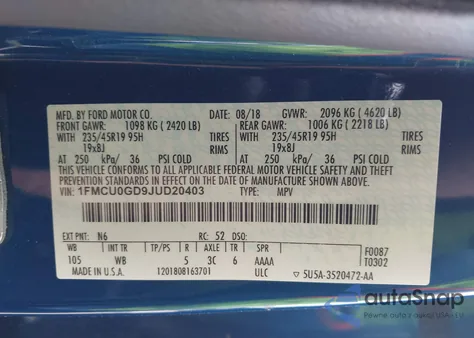 MFD. BY FORD MOTOR CO. DATE: 08/18 GVWR: 2096 KG (4620 LB)
FRONT GAWR: 1098 KG (2420 LB) REAR GAWR: 1006 KG (2218 LB)
WITH 235/45R19 95H TIRES WITH 235/45R19 95H TIRES
19x8J RIMS 19x8J RIMS
AT 250 kPa/ 36 PSI COLD AT 250 kPa/ 36 PSI COLD
THIS VEHICLE CONFORMS TO ALL APPLICABLE FEDERAL MOTOR VEHICLE SAFETY AND
THEFT PREVENTION STANDARDS IN EFFECT ON THE DATE OF MANUFACTURE SHOWN ABOVE.
VIN: 1FMCU0GD9JUD20403 TYPE: MPV
EXT PNT: N6 RC: 52 DSO: F0087
WB INT TR TP/PS R AXLE TR SPR T0302
105 WB 5 3C 6 AAAA
MADE IN U.S.A. 1201808163701 ULC 5U5A-3520472-AA
autoSnap
Pewne auto z USA